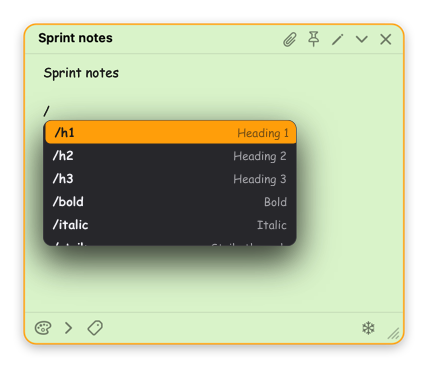 Sprint notes
Sprint notes
/
/h1 Heading 1
/h2 Heading 2
/h3 Heading 3
/bold Bold
/italic Italic